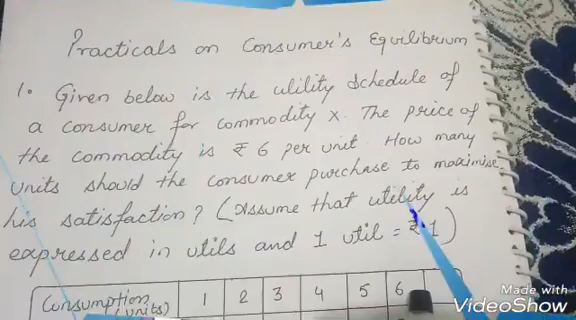 Practicals on Consumer's Equilibrium
1. Given below is the utility Schedule of
a consumer for commodity x. The price of
the commodity is ₹ 6 per unit. How many
units should the consumer purchase to maximise
his satisfaction? (Assume that utility is
expressed in utils and 1 util = ₹ 1)
Consumption (units) 1 2 3 4 5 6
Made with
VideoShow